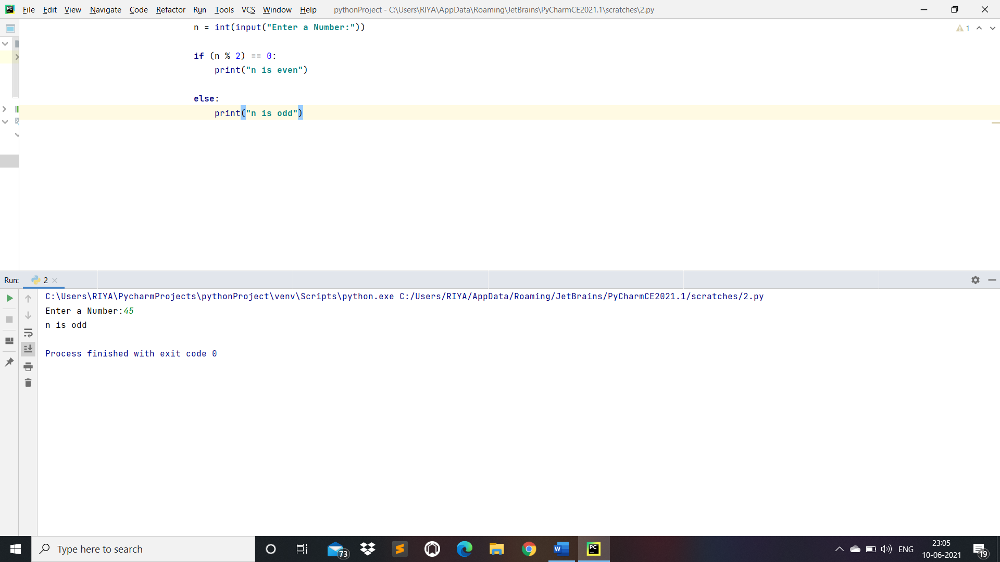 File Edit View Navigate Code Refactor Run Tools VCS Window Help pythonProject - C:\Users\RIYA\AppData\Roaming\JetBrains\PyCharmCE2021.1\scratches\2.py
n = int(input("Enter a Number:"))
1
if (n % 2) == 0:
print("n is even")
else:
print("n is odd")
Run: 2
C:\Users\RIYA\PycharmProjects\pythonProject\venv\Scripts\python.exe C:/Users/RIYA/AppData/Roaming/JetBrains/PyCharmCE2021.1/scratches/2.py
Enter a Number:45
n is odd
Process finished with exit code 0
Type here to search
73
W
PC
ENG
23:05
10-06-2021
19